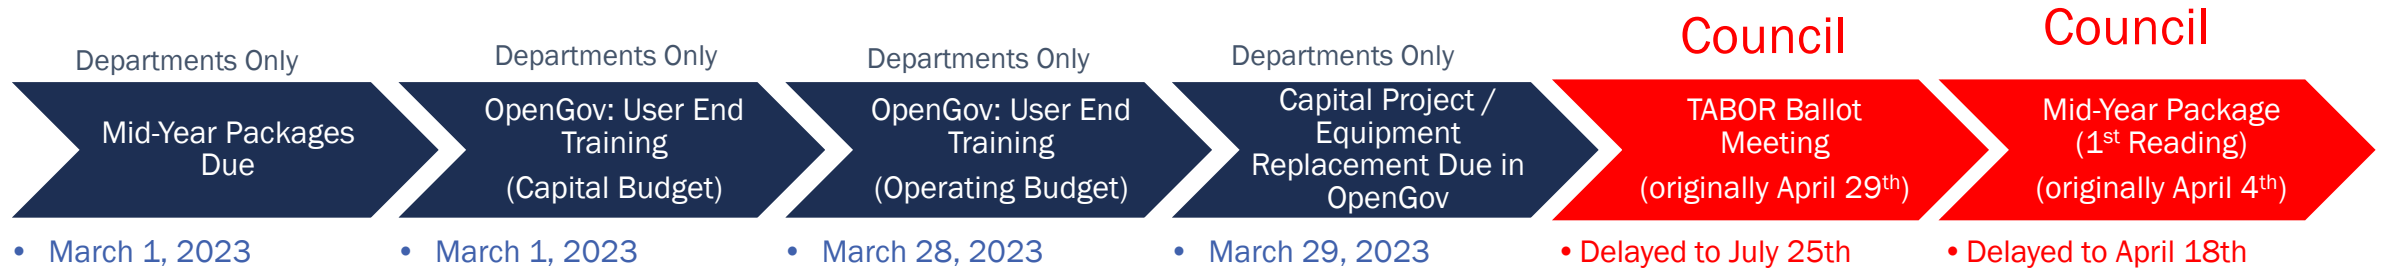 Departments Only
Mid-Year Packages
Due
• March 1, 2023
Departments Only
OpenGov: User End
Training
(Capital Budget)
• March 1, 2023
Departments Only
OpenGov: User End
Training
(Operating Budget)
• March 28, 2023
Departments Only
Capital Project /
Equipment
Replacement Due in
OpenGov
• March 29, 2023
Council
TABOR Ballot
Meeting
(originally April 29th)
• Delayed to July 25th
Council
Mid-Year Package
(1st Reading)
(originally April 4th)
• Delayed to April 18th